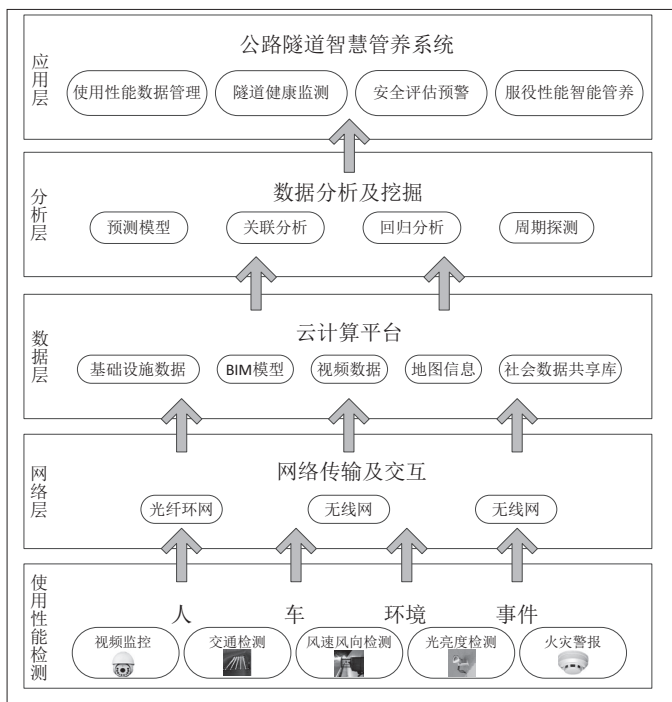 应用层
公路隧道智慧管养系统
使用性能数据管理 隧道健康监测 安全评估预警 服役性能智能管养
分析层
数据分析及挖掘
预测模型 关联分析 回归分析 周期探测
数据层
云计算平台
基础设施数据 BIM模型 视频数据 地图信息 社会数据共享库
网络层
网络传输及交互
光纤环网 无线网 无线网
使用性能检测
人 车 环境 事件
视频监控 交通检测 风速风向检测 光亮度检测 火灾警报